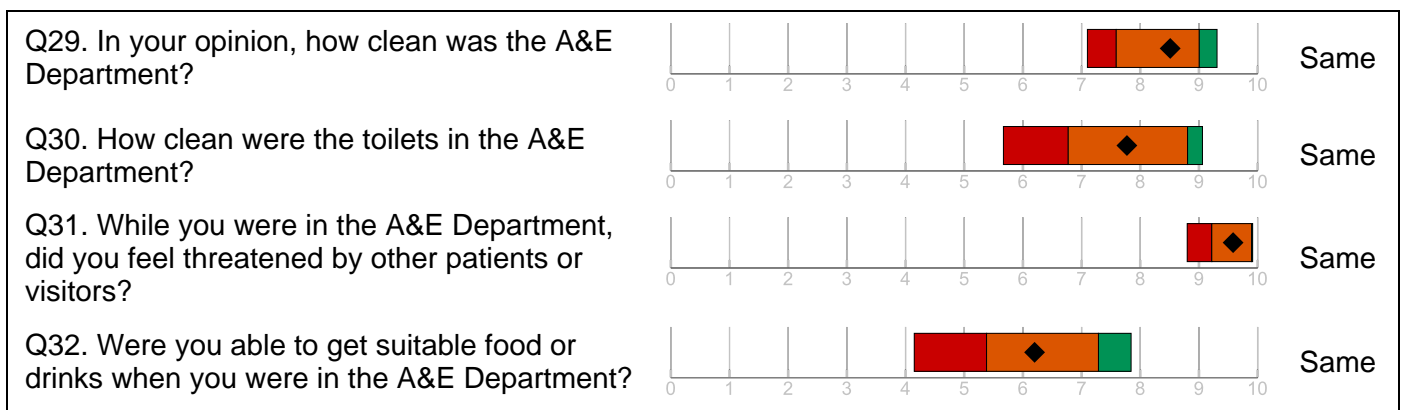 Q29. In your opinion, how clean was the A&E
Department?
Same
0 1 2 3 4 5 6 7 8 9 10
Q30. How clean were the toilets in the A&E
Department?
Same
0 1 2 3 4 5 6 7 8 9 10
Q31. While you were in the A&E Department,
did you feel threatened by other patients or
visitors?
Same
0 1 2 3 4 5 6 7 8 9 10
Q32. Were you able to get suitable food or
drinks when you were in the A&E Department?
Same
0 1 2 3 4 5 6 7 8 9 10